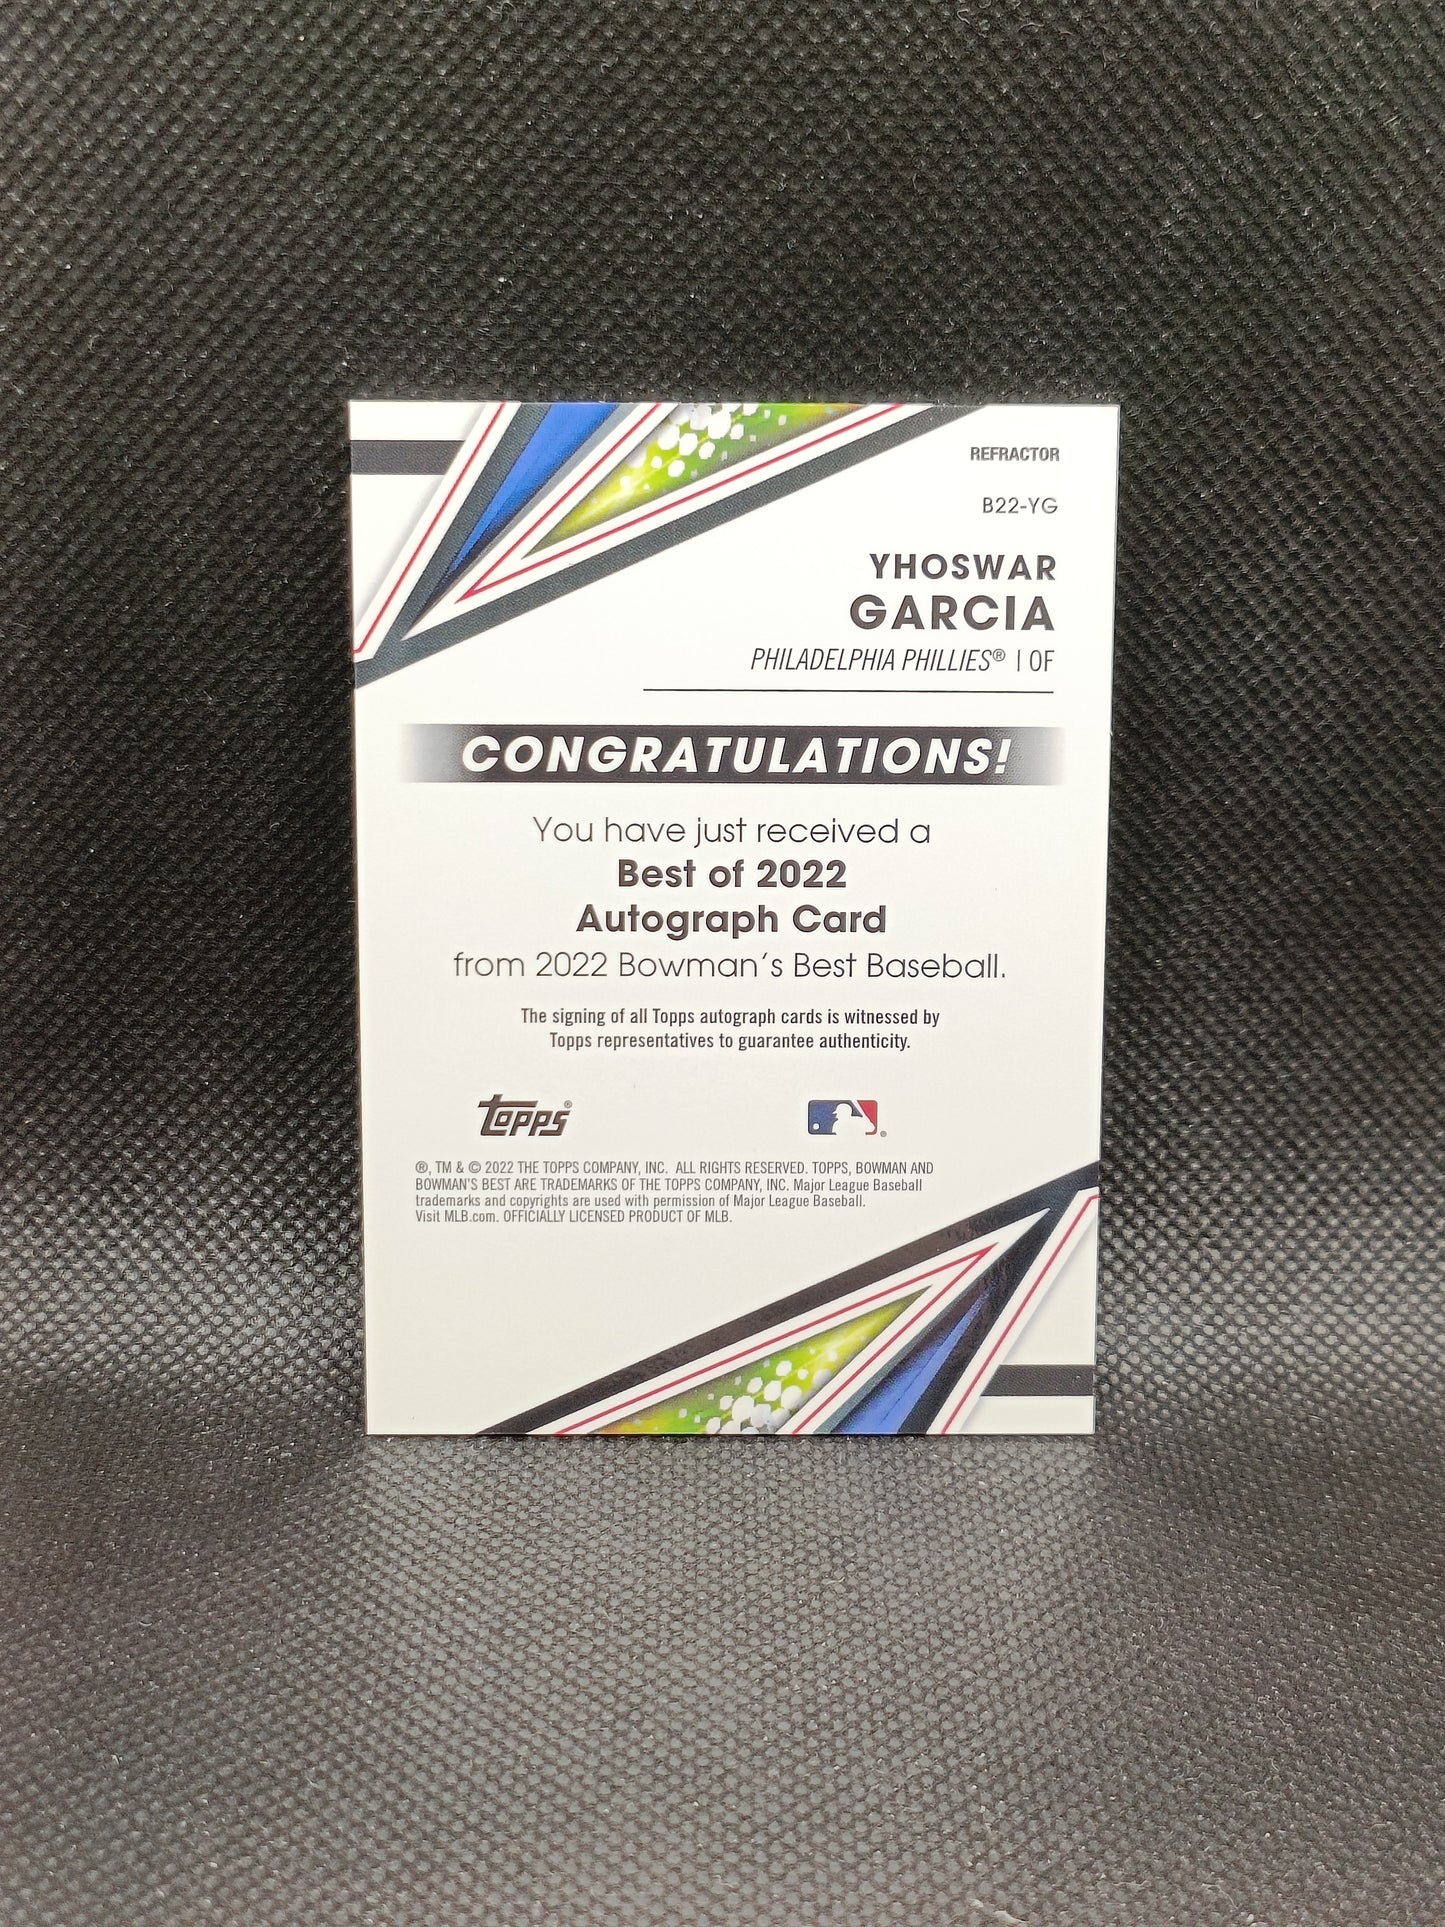 REFRACTOR
B22-YG
YHOSWAR
GARCIA
PHILADELPHIA PHILLIES® | OF
CONGRATULATIONS!
You have just received a
Best of 2022
Autograph Card
from 2022 Bowman's Best Baseball.
The signing of all Topps autograph cards is witnessed by
Topps representatives to guarantee authenticity.
Topps® ®
®, TM & © 2022 THE TOPPS COMPANY, INC. ALL RIGHTS RESERVED. TOPPS, BOWMAN AND
BOWMAN'S BEST ARE TRADEMARKS OF THE TOPPS COMPANY, INC. Major League Baseball
trademarks and copyrights are used with permission of Major League Baseball.
Visit MLB.com. OFFICIALLY LICENSED PRODUCT OF MLB.